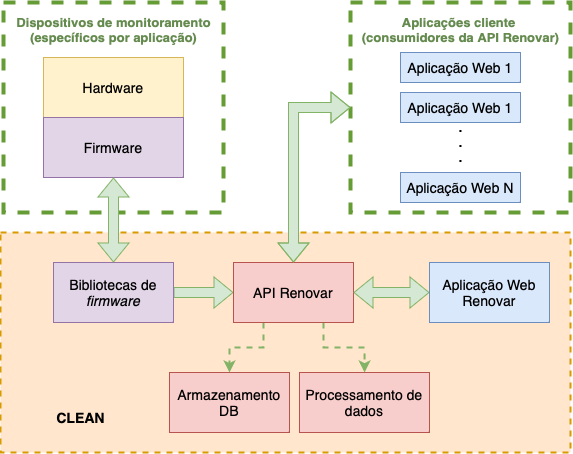 Dispositivos de monitoramento
(específicos por aplicação)
Hardware
Firmware
Aplicações cliente
(consumidores da API Renovar)
Aplicação Web 1
Aplicação Web 1
.
.
.
Aplicação Web N
Bibliotecas de
firmware
API Renovar
Aplicação Web
Renovar
Armazenamento
DB
Processamento de
dados
CLEAN